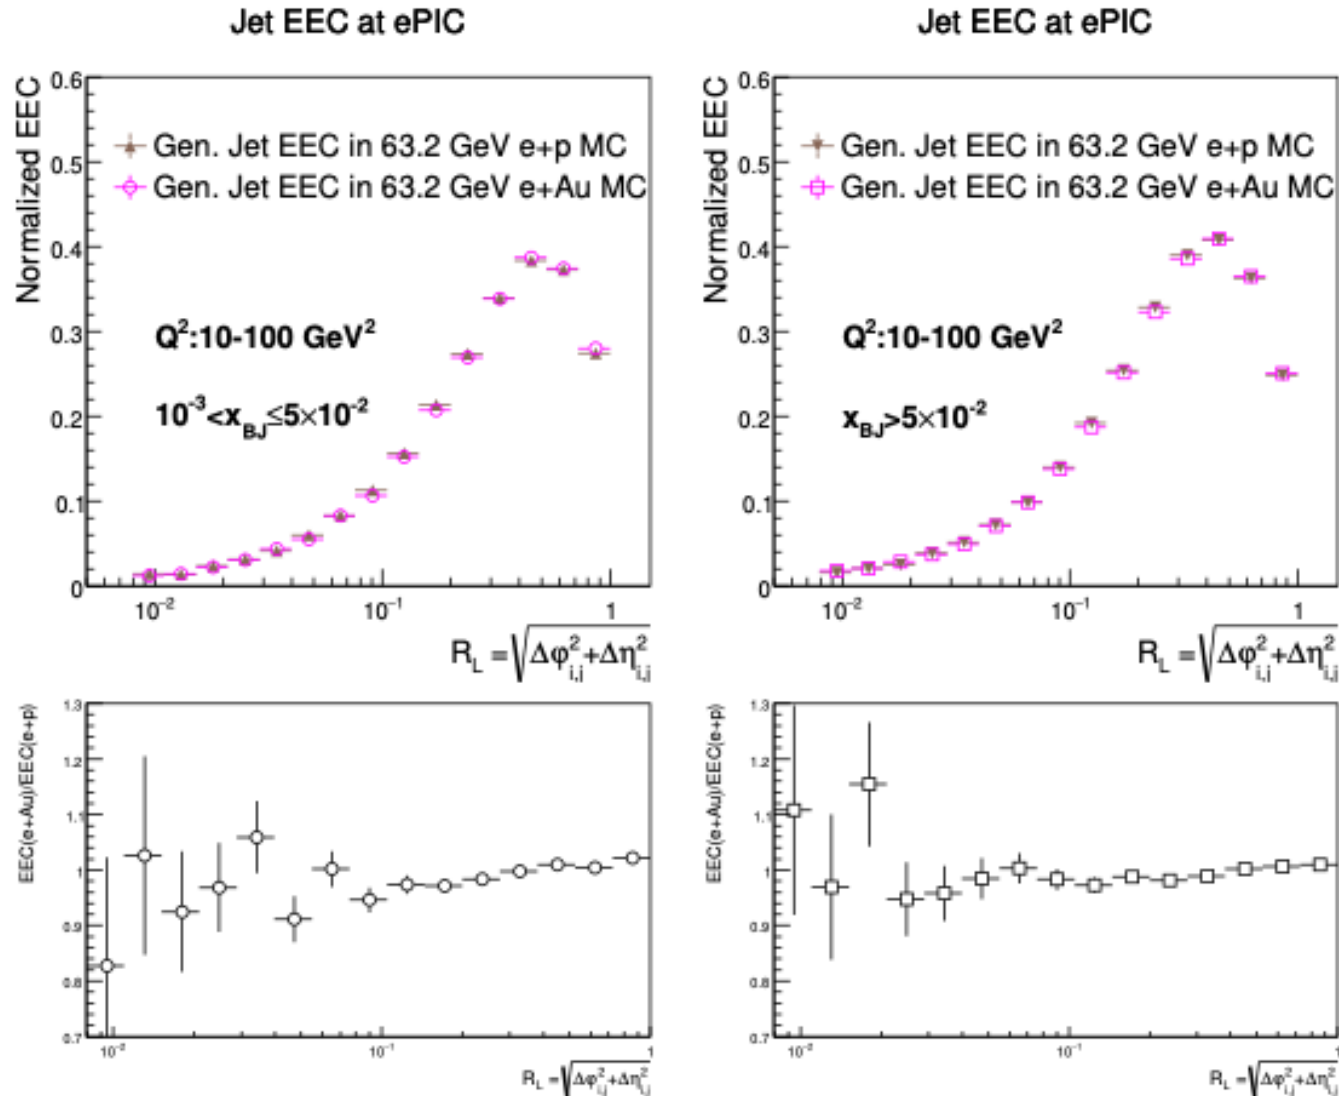 Jet EEC at ePIC
Normalized EEC
0.6
0.5
0.4
0.3
0.2
0.1
0
Gen. Jet EEC in 63.2 GeV e+p MC
Gen. Jet EEC in 63.2 GeV e+Au MC
Q²:10-100 GeV²
10⁻³<x_BJ≤5×10⁻²
10⁻² 10⁻¹ 1
R_L = √Δφ²_i,j+Δη²_i,j
Jet EEC at ePIC
Normalized EEC
0.6
0.5
0.4
0.3
0.2
0.1
0
Gen. Jet EEC in 63.2 GeV e+p MC
Gen. Jet EEC in 63.2 GeV e+Au MC
Q²:10-100 GeV²
x_BJ>5×10⁻²
10⁻² 10⁻¹ 1
R_L = √Δφ²_i,j+Δη²_i,j
EEC(e+Au)/EEC(e+p)
1.3
1.2
1.1
1
0.9
0.8
0.7
10⁻² 10⁻¹ 1
R_L = √Δφ²_i,j+Δη²_i,j
EEC(e+Au)/EEC(e+p)
1.3
1.2
1.1
1
0.9
0.8
0.7
10⁻² 10⁻¹ 1
R_L = √Δφ²_i,j+Δη²_i,j